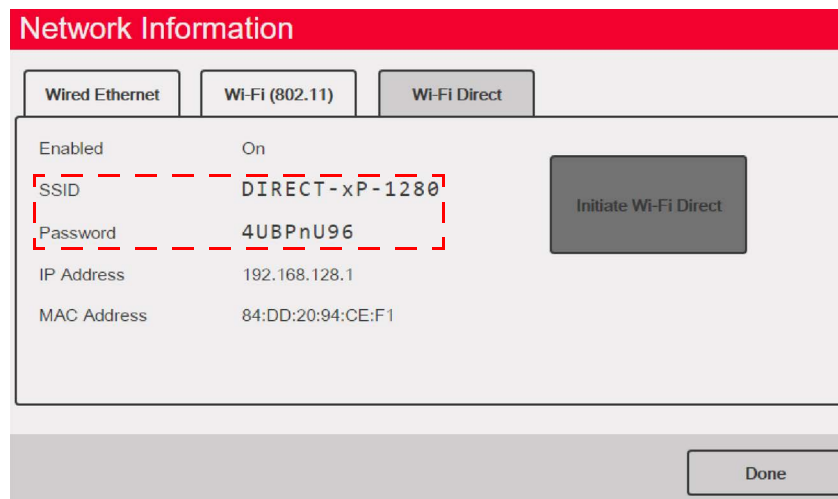 Network Information
Wired Ethernet Wi-Fi (802.11) Wi-Fi Direct
Enabled On
SSID DIRECT-xP-1280
Initiate Wi-Fi Direct
Password 4UBPnU96
IP Address 192.168.128.1
MAC Address 84:DD:20:94:CE:F1
Done